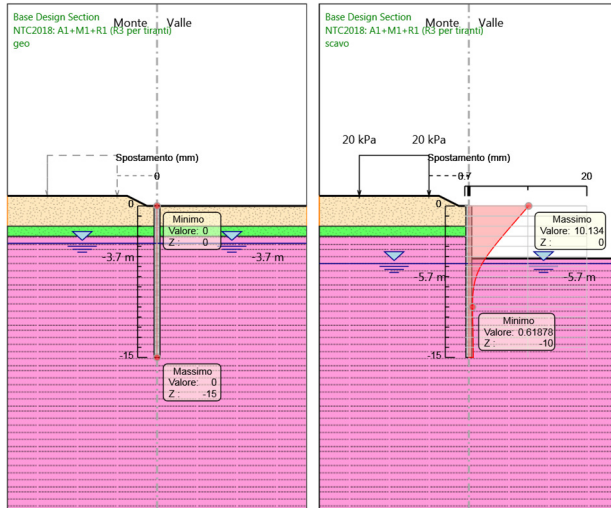 Base Design Section
Monte Valle
NTC2018: A1+M1+R1 (R3 per tiranti)
geo
Spostamento (mm)
0
0
Minimo
Valore: 0
Z : 0
-3.7 m
-3.7 m
-15
Massimo
Valore: 0
Z : -15
Base Design Section
Monte Valle
NTC2018: A1+M1+R1 (R3 per tiranti)
scavo
20 kPa
20 kPa
Spostamento (mm)
0.7
20
0
Massimo
Valore: 10.134
Z : 0
-5.7 m
-5.7 m
Minimo
Valore: 0.61878
Z : -10
-15